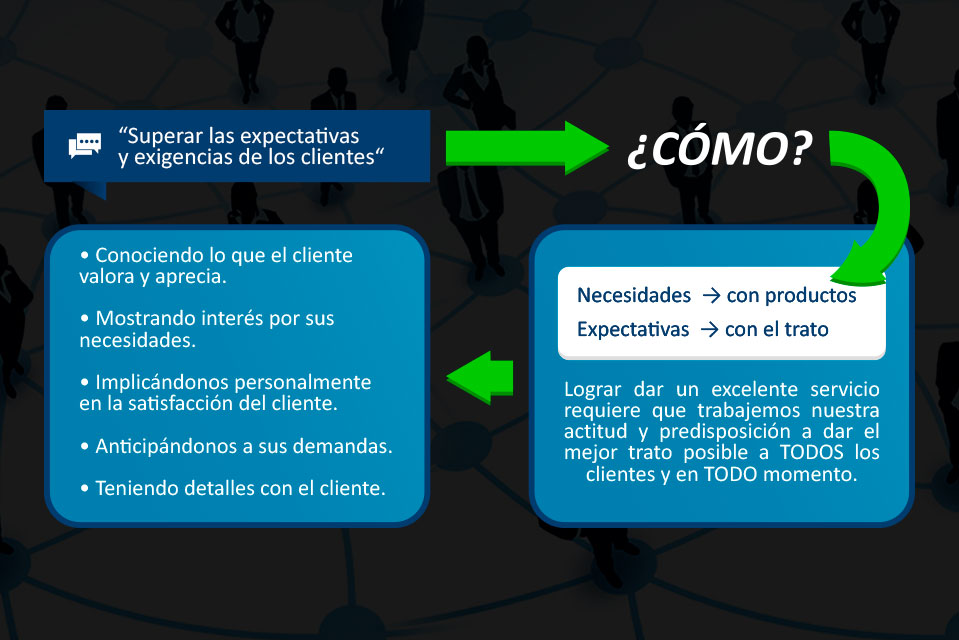 “Superar las expectativas
y exigencias de los clientes“
¿CÓMO?
Necesidades → con productos
Expectativas → con el trato
Lograr dar un excelente servicio
requiere que trabajemos nuestra
actitud y predisposición a dar el
mejor trato posible a TODOS los
clientes y en TODO momento.
• Conociendo lo que el cliente
valora y aprecia.
• Mostrando interés por sus
necesidades.
• Implicándonos personalmente
en la satisfacción del cliente.
• Anticipándonos a sus demandas.
• Teniendo detalles con el cliente.